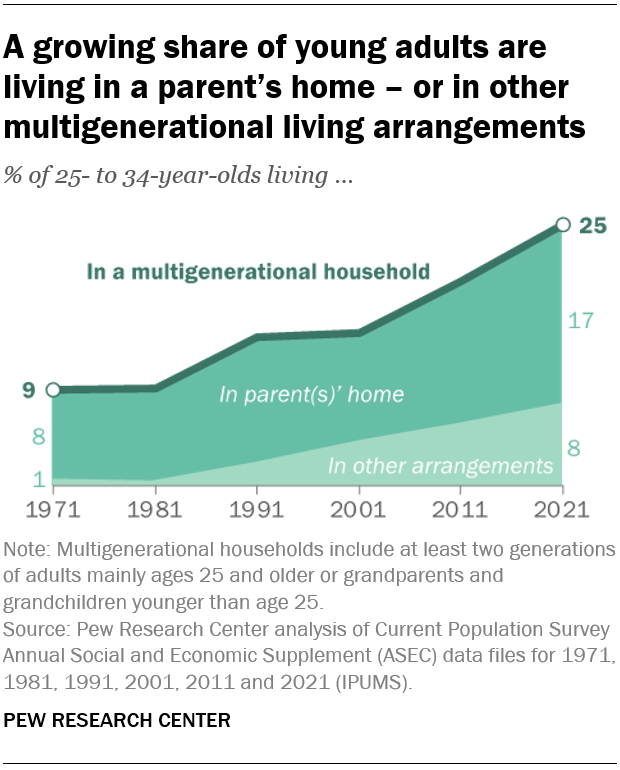 A growing share of young adults are
living in a parent’s home – or in other
multigenerational living arrangements
% of 25- to 34-year-olds living ...
25
In a multigenerational household
17
9
In parent(s)’ home
8
8
In other arrangements
1
1971 1981 1991 2001 2011 2021
Note: Multigenerational households include at least two generations
of adults mainly ages 25 and older or grandparents and
grandchildren younger than age 25.
Source: Pew Research Center analysis of Current Population Survey
Annual Social and Economic Supplement (ASEC) data files for 1971,
1981, 1991, 2001, 2011 and 2021 (IPUMS).
PEW RESEARCH CENTER